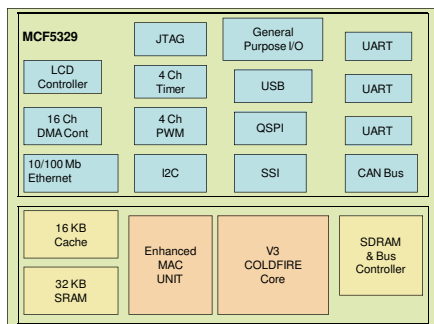 MCF5329
JTAG
General
Purpose I/O
UART
LCD
Controller
4 Ch
Timer
USB
UART
16 Ch
DMA Cont
4 Ch
PWM
QSPI
UART
10/100 Mb
Ethernet
I2C
SSI
CAN Bus
16 KB
Cache
32 KB
SRAM
Enhanced
MAC
UNIT
V3
COLDFIRE
Core
SDRAM
& Bus
Controller